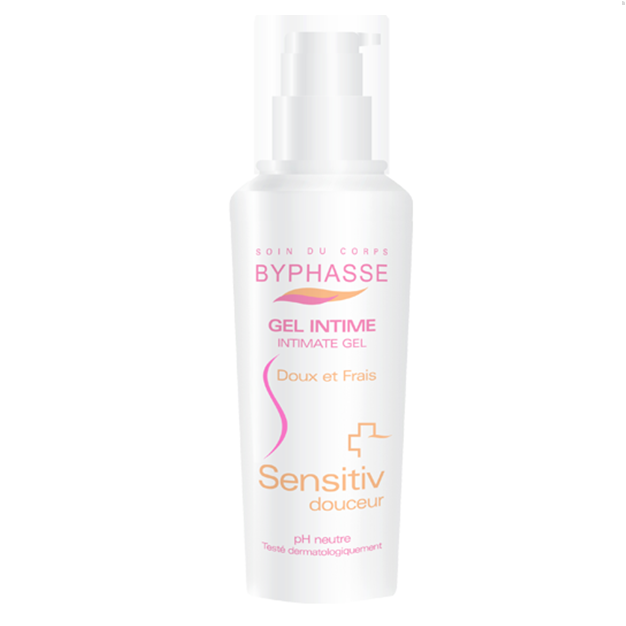 SOIN DU CORPS
BYPHASSE
GEL INTIME
INTIMATE GEL
Doux et Frais
Sensitiv
douceur
pH neutre
Testé dermatologiquement